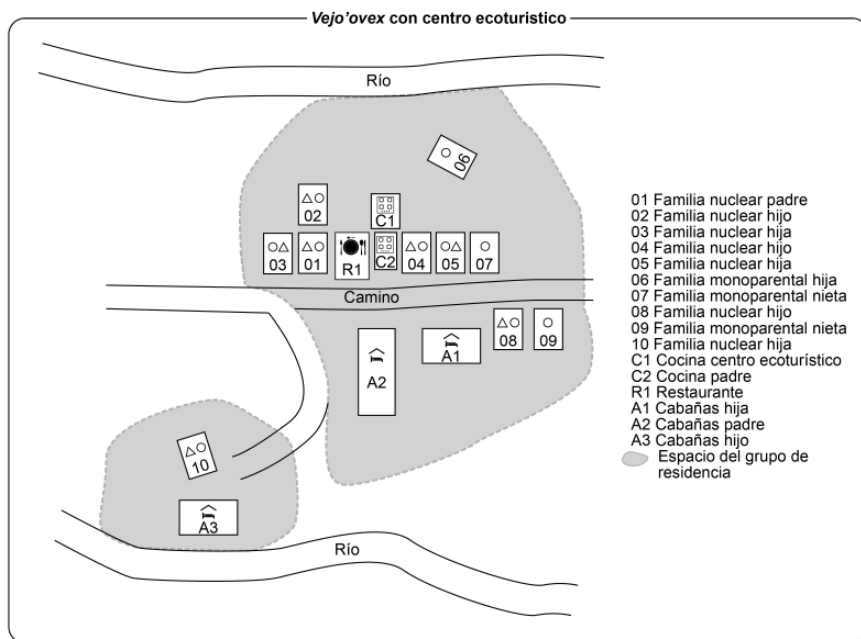 Vejo'ovex con centro ecoturistico
Río
06
02
C1
03
01
R1
C2
04
05
07
Camino
A2
A1
08
09
10
A3
Río
01 Familia nuclear padre
02 Familia nuclear hijo
03 Familia nuclear hija
04 Familia nuclear hijo
05 Familia nuclear hija
06 Familia monoparental hija
07 Familia monoparental nieta
08 Familia nuclear hijo
09 Familia monoparental nieta
10 Familia nuclear hija
C1 Cocina centro ecoturístico
C2 Cocina padre
R1 Restaurante
A1 Cabañas hija
A2 Cabañas padre
A3 Cabañas hijo
Espacio del grupo de
residencia